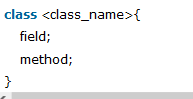 class <class_name>{
field;
method;
}